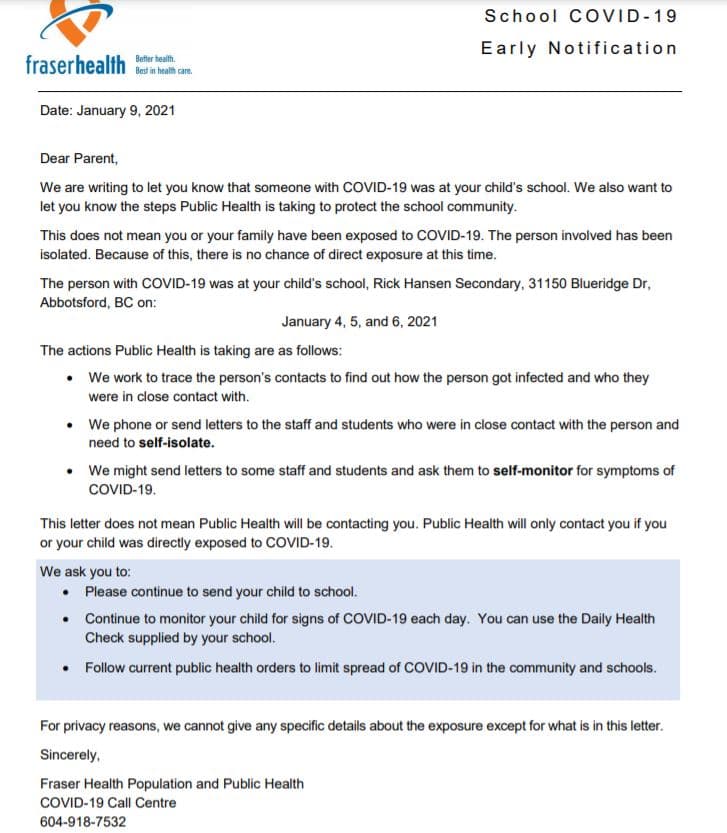 School COVID-19
Early Notification
fraserhealth
Better health.
Best in health care.
Date: January 9, 2021
Dear Parent,
We are writing to let you know that someone with COVID-19 was at your child's school. We also want to
let you know the steps Public Health is taking to protect the school community.
This does not mean you or your family have been exposed to COVID-19. The person involved has been
isolated. Because of this, there is no chance of direct exposure at this time.
The person with COVID-19 was at your child's school, Rick Hansen Secondary, 31150 Blueridge Dr,
Abbotsford, BC on:
January 4, 5, and 6, 2021
The actions Public Health is taking are as follows:
• We work to trace the person's contacts to find out how the person got infected and who they
were in close contact with.
• We phone or send letters to the staff and students who were in close contact with the person and
need to self-isolate.
• We might send letters to some staff and students and ask them to self-monitor for symptoms of
COVID-19.
This letter does not mean Public Health will be contacting you. Public Health will only contact you if you
or your child was directly exposed to COVID-19.
We ask you to:
• Please continue to send your child to school.
• Continue to monitor your child for signs of COVID-19 each day. You can use the Daily Health
Check supplied by your school.
• Follow current public health orders to limit spread of COVID-19 in the community and schools.
For privacy reasons, we cannot give any specific details about the exposure except for what is in this letter.
Sincerely,
Fraser Health Population and Public Health
COVID-19 Call Centre
604-918-7532